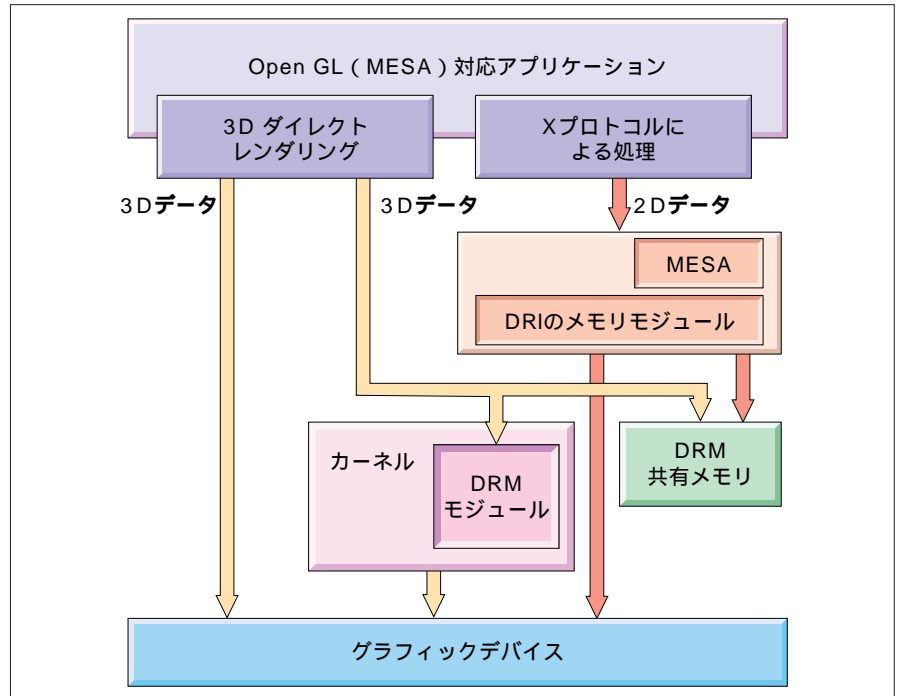 Open GL（MESA）対応アプリケーション
3D ダイレクト
レンダリング
Xプロトコルに
よる処理
3Dデータ
3Dデータ
2Dデータ
MESA
DRIのメモリモジュール
カーネル
DRM
モジュール
DRM
共有メモリ
グラフィックデバイス